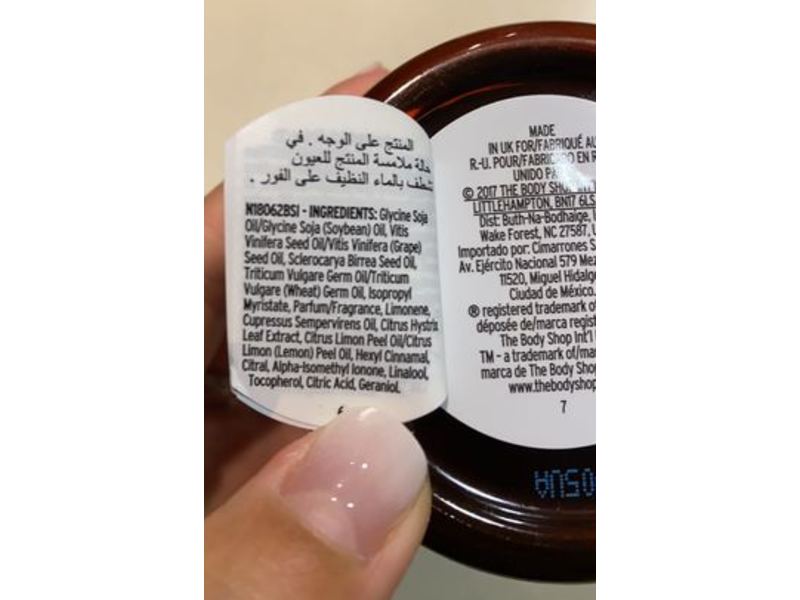 المنتج على الوجه . في
حالة ملامسة المنتج للعيون
تشطف بالماء النظيف على الفور .
N180628SI - INGREDIENTS: Glycine Soja
Oil/Glycine Soja (Soybean) Oil, Vitis
Vinifera Seed Oil/Vitis Vinifera (Grape)
Seed Oil, Sclerocarya Birrea Seed Oil,
Triticum Vulgare Germ Oil/Triticum
Vulgare (Wheat) Germ Oil, Isopropyl
Myristate, Parfum/Fragrance, Limonene,
Cupressus Sempervirens Oil, Citrus Hystrix
Leaf Extract, Citrus Limon Peel Oil/Citrus
Limon (Lemon) Peel Oil, Hexyl Cinnamal,
Citral, Alpha-Isomethyl Ionone, Linalool,
Tocopherol, Citric Acid, Geraniol.
MADE
IN UK FOR/FABRIQUÉ AU
R.-U. POUR/FABRICADO EN R
UNIDO PA
© 2017 THE BODY SHOP INT'L
LITTLEHAMPTON, BN17 6LS
Dist: Buth-Na-Bodhaige,
Wake Forest, NC 27587, U
Importado por: Cimarrones S
Av. Ejército Nacional 579 Mez
11520, Miguel Hidalgo
Ciudad de México.
® registered trademark of
déposée de/marca regist
The Body Shop Int'l
TM - a trademark of/mar
marca de The Body Shop
www.thebodyshop
7